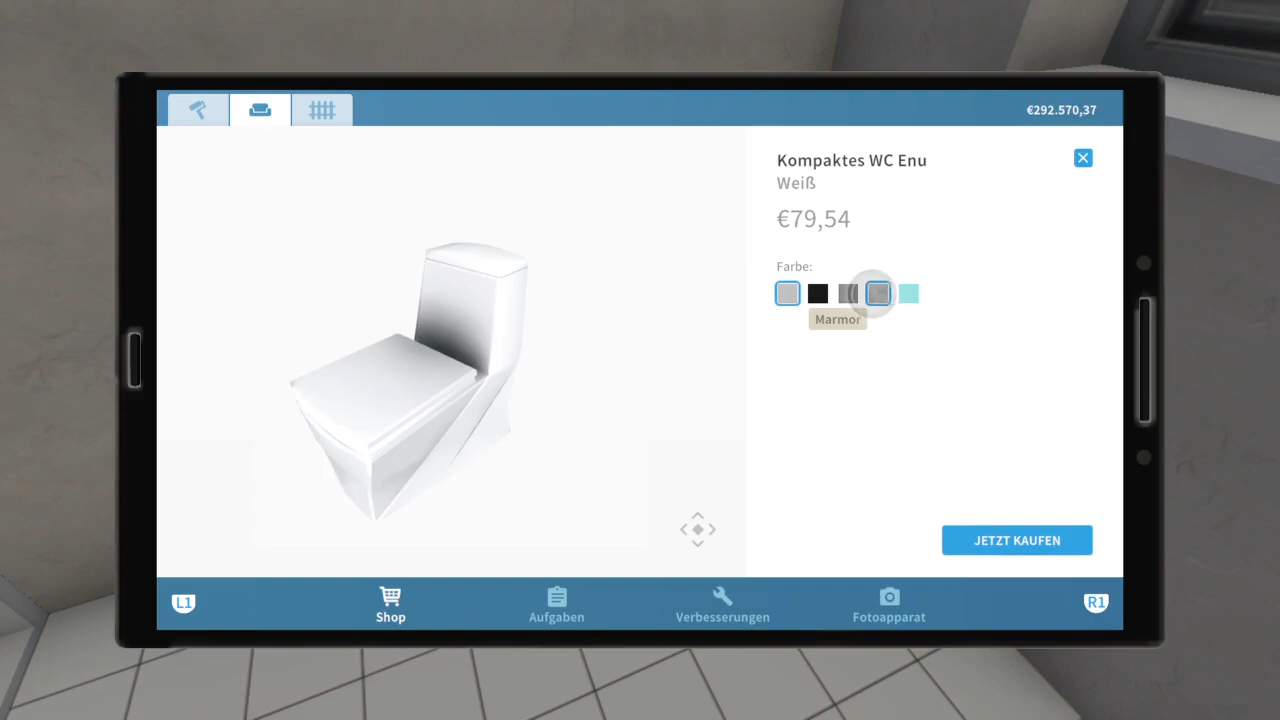 €292.570,37
Kompaktes WC Enu
Weiß
€79,54
Farbe:
Marmor
JETZT KAUFEN
L1
Shop
Aufgaben
Verbesserungen
Fotoapparat
R1